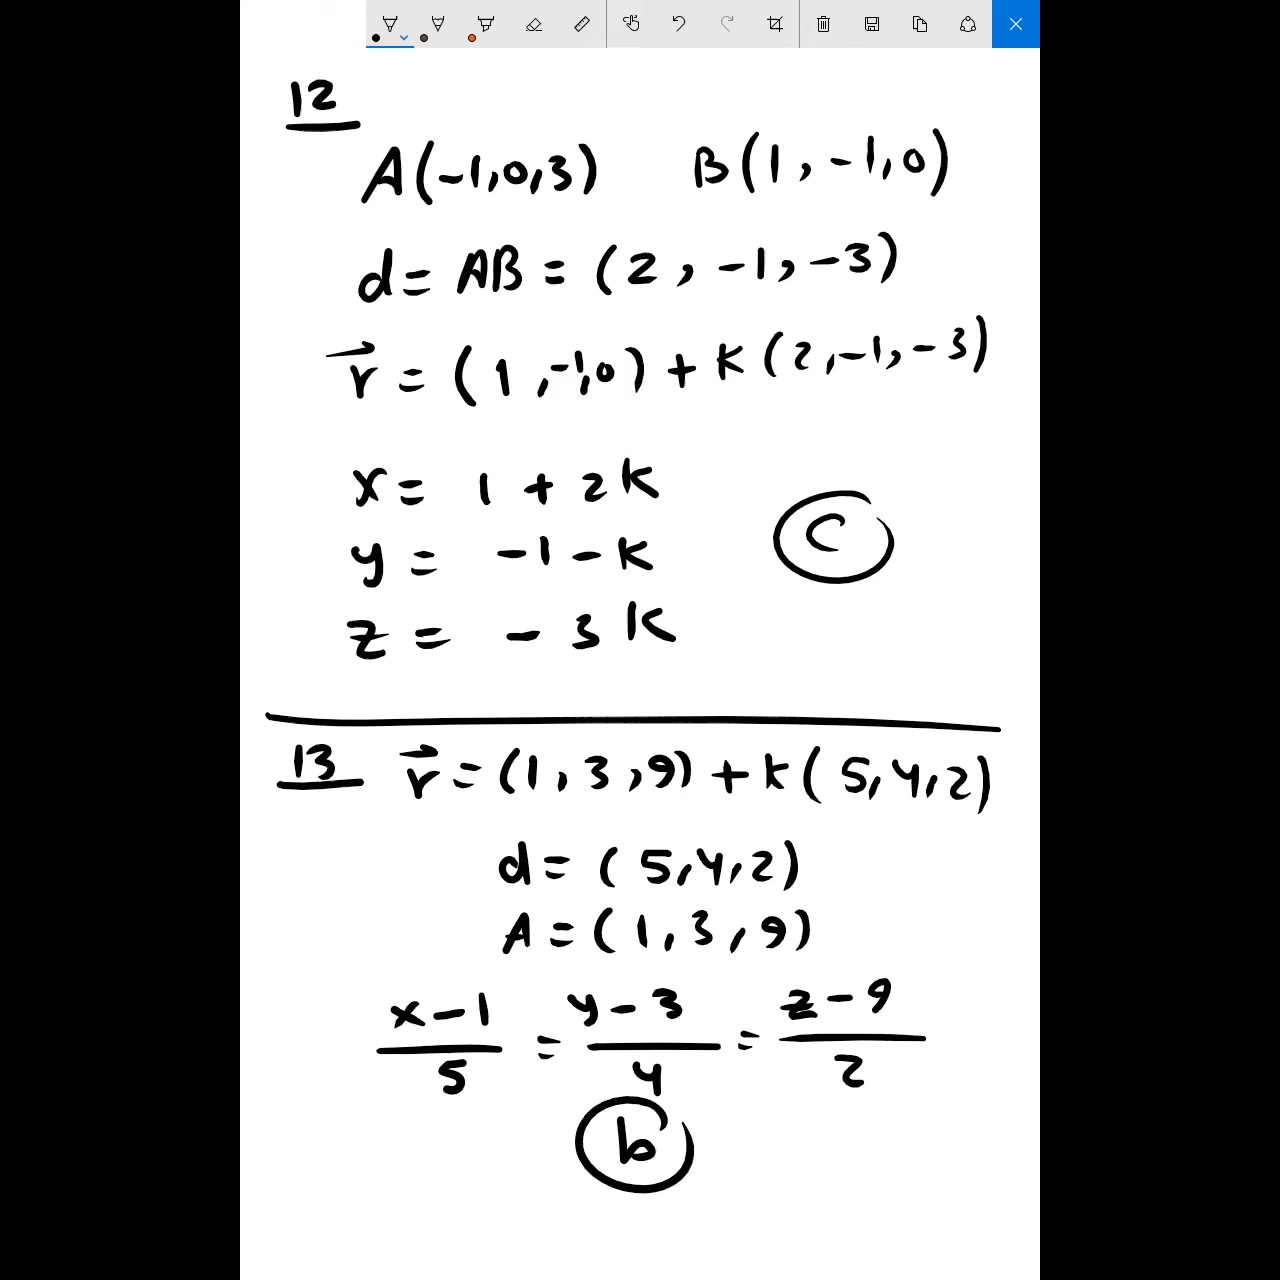 12
A(-1,0,3) B(1,-1,0)
d = AB = (2,-1,-3)
r⃗ = (1,-1,0) + K(2,-1,-3)
x = 1 + 2K
y = -1 - K
C
z = -3K
13 r⃗ = (1,3,9) + K(5,4,2)
d = (5,4,2)
A = (1,3,9)
x-1/5 = y-3/4 = z-9/2
b